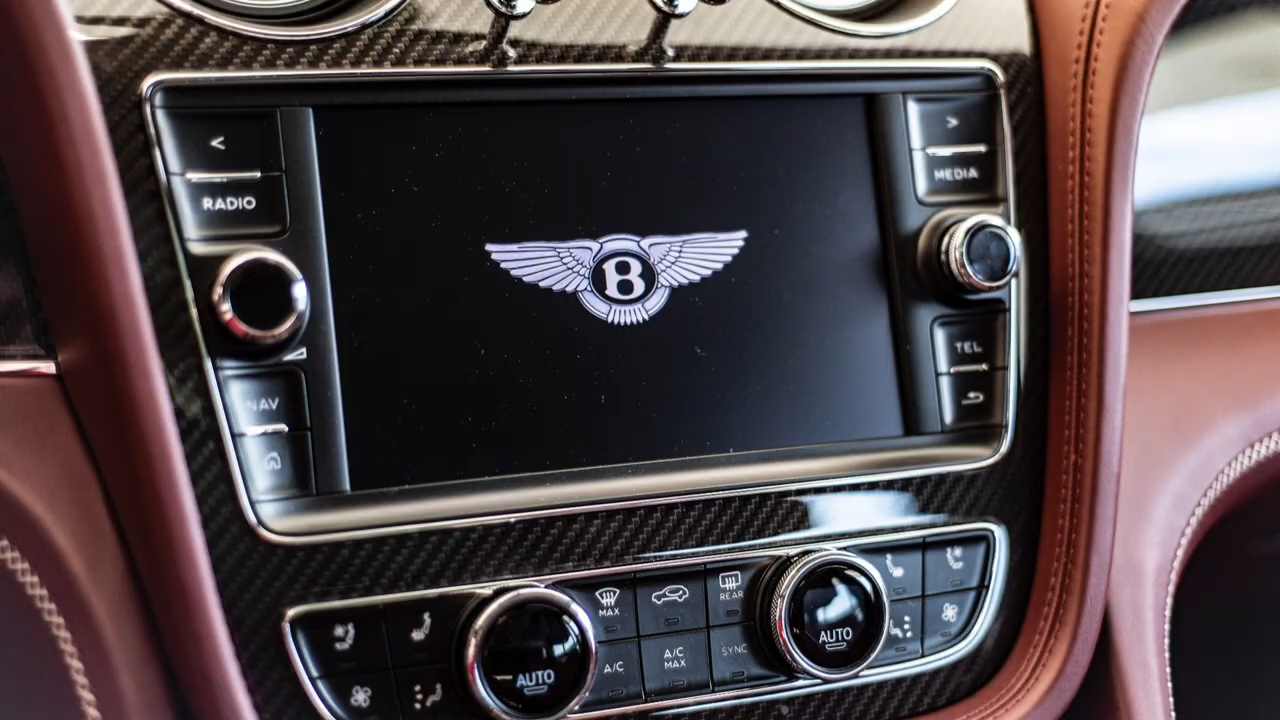 <
RADIO
NAV
B
>
MEDIA
TEL
MAX
REAR
A/C
A/C
MAX
SYNC
AUTO
AUTO